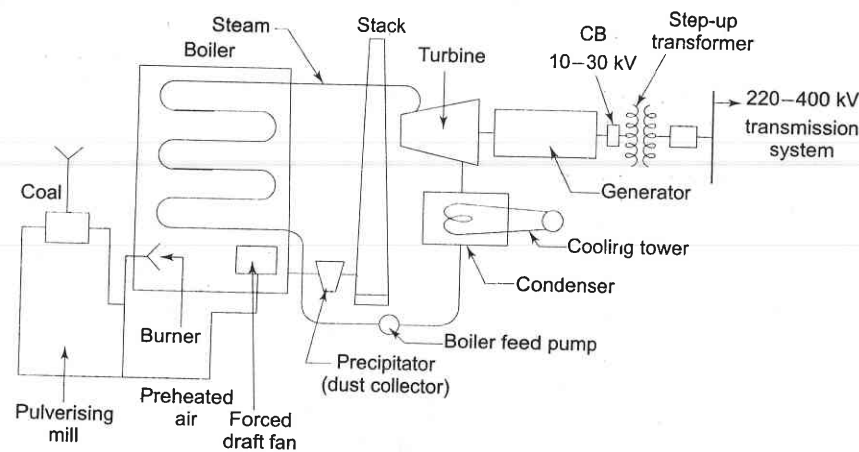 Steam
Boiler
Stack
Turbine
CB
10–30 kV
Step-up
transformer
220–400 kV
transmission
system
Coal
Generator
Cooling tower
Condenser
Boiler feed pump
Burner
Precipitator
(dust collector)
Preheated
air
Forced
draft fan
Pulverising
mill